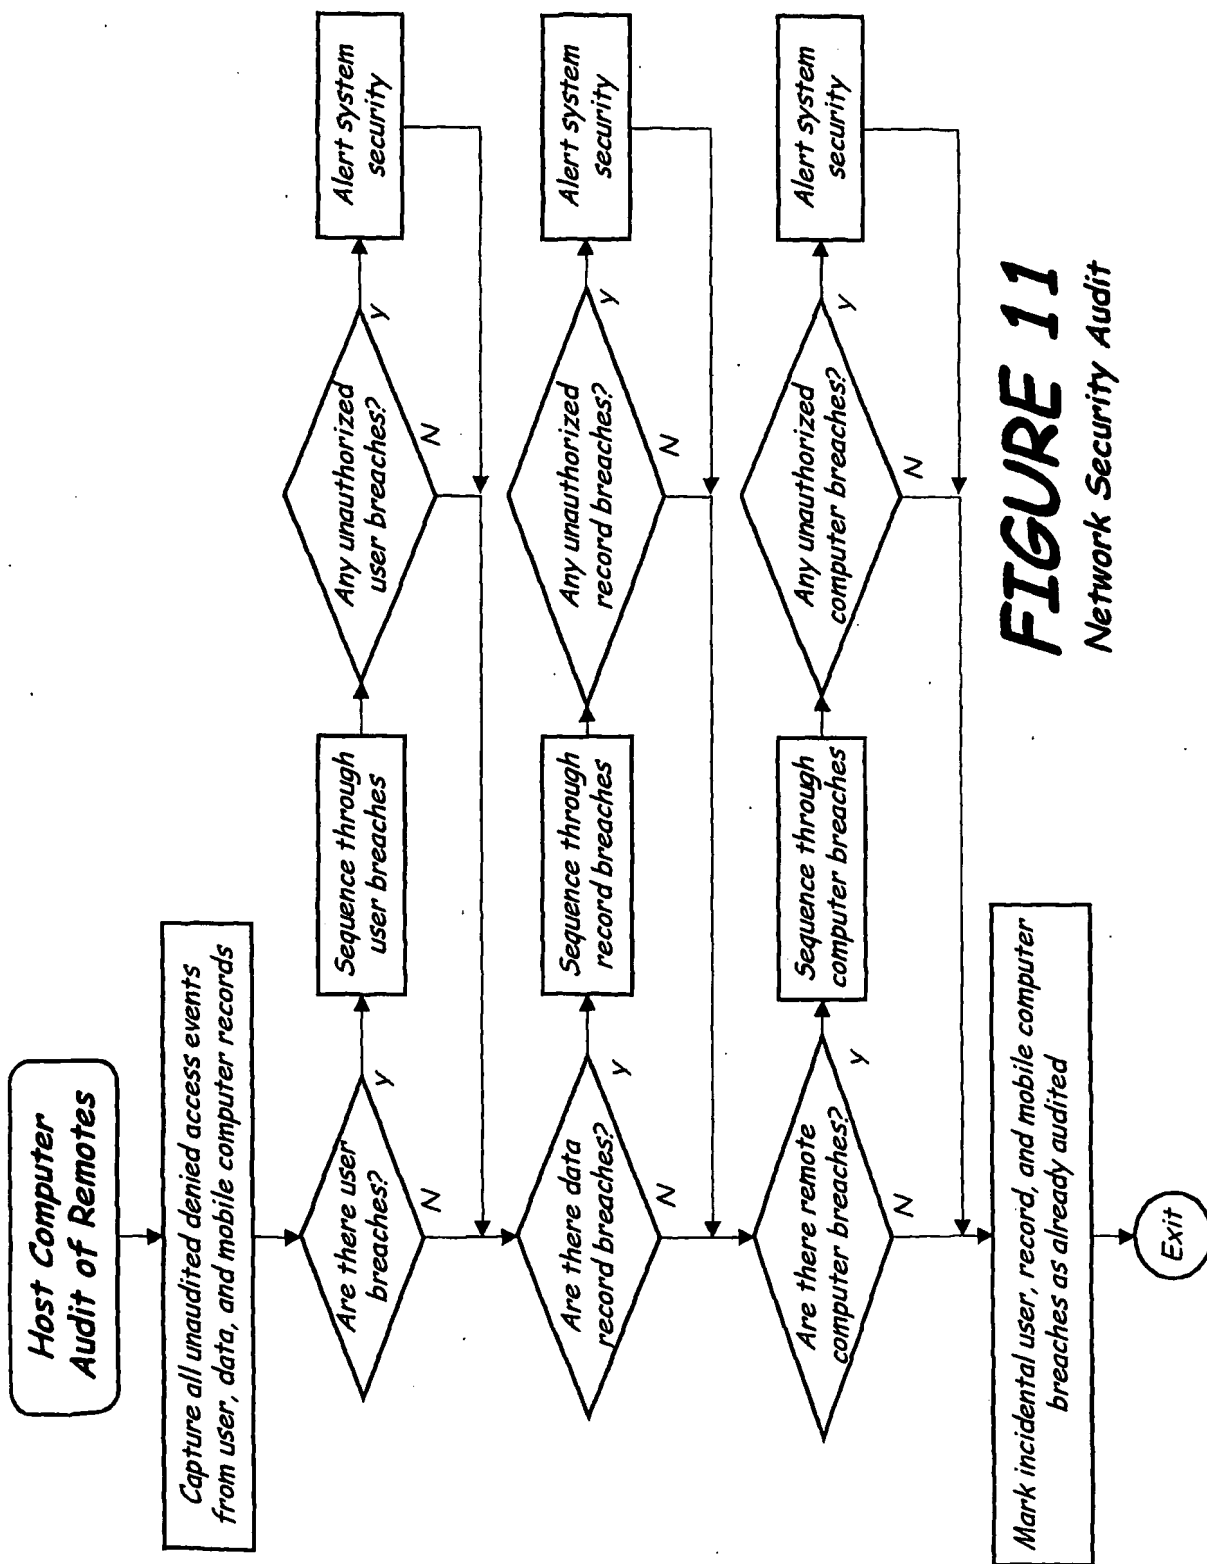 Host Computer
Audit of Remotes
Capture all unaudited denied access events
from user, data, and mobile computer records
Are there user
breaches?
Y
N
Sequence through
user breaches
Any unauthorized
user breaches?
Y
N
Alert system
security
Are there data
record breaches?
Y
N
Sequence through
record breaches
Any unauthorized
record breaches?
Y
N
Alert system
security
Are there remote
computer breaches?
Y
N
Sequence through
computer breaches
Any unauthorized
computer breaches?
Y
N
Alert system
security
Mark incidental user, record, and mobile computer
breaches as already audited
Exit
FIGURE 11
Network Security Audit